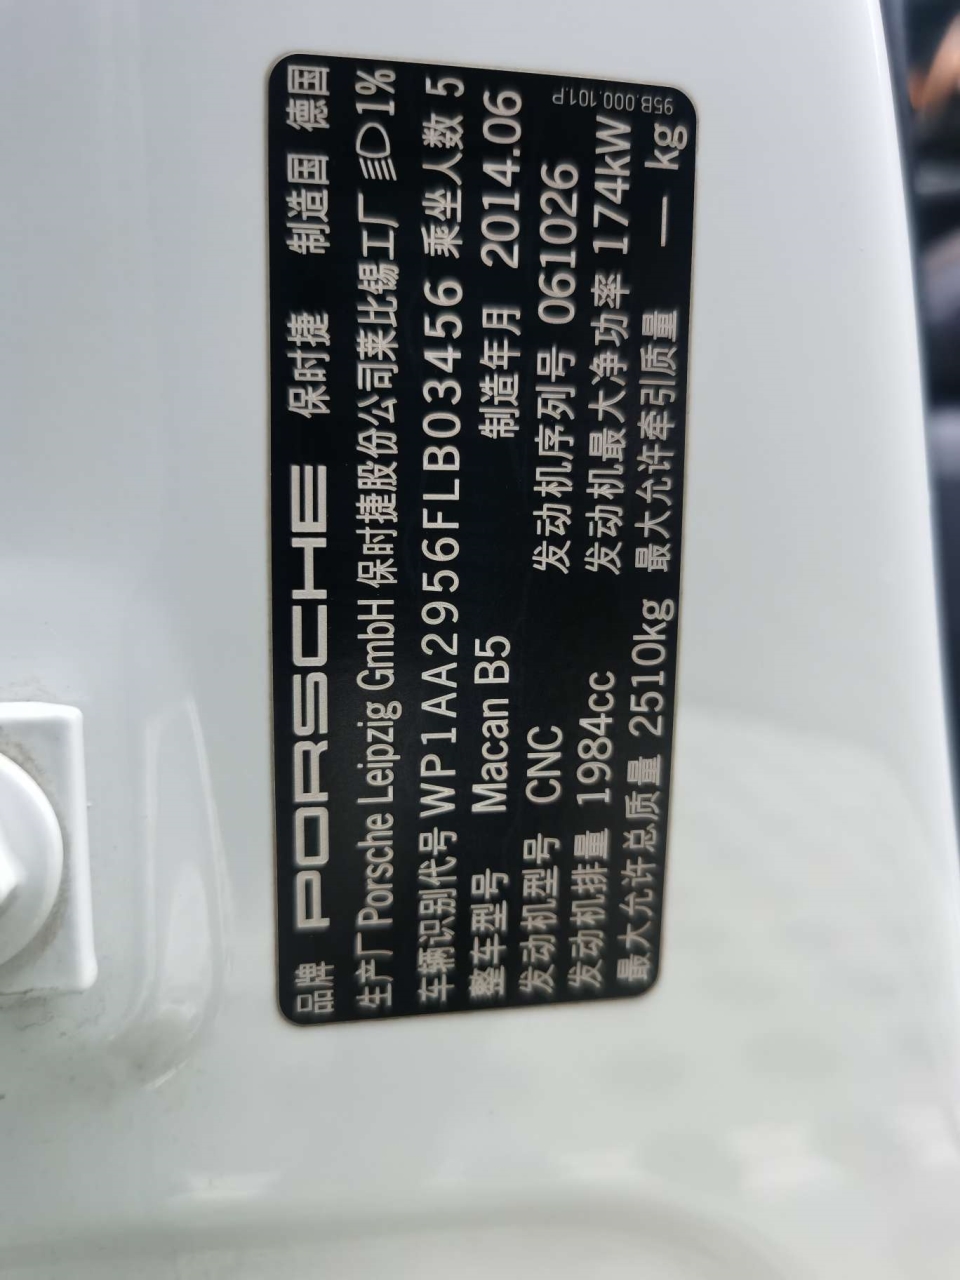 品牌 PORSCHE 保时捷 制造国 德国
生产厂 Porsche Leipzig GmbH 保时捷股份公司莱比锡工厂 1%
车辆识别代号 WP1AA2956FLB03456 乘坐人数 5
整车型号 Macan B5 制造年月 2014.06
发动机型号 CNC 发动机序列号 061026
发动机排量 1984cc 发动机最大净功率 174kW
最大允许总质量 2510kg 最大允许牵引质量 — kg
95B.000.101.P